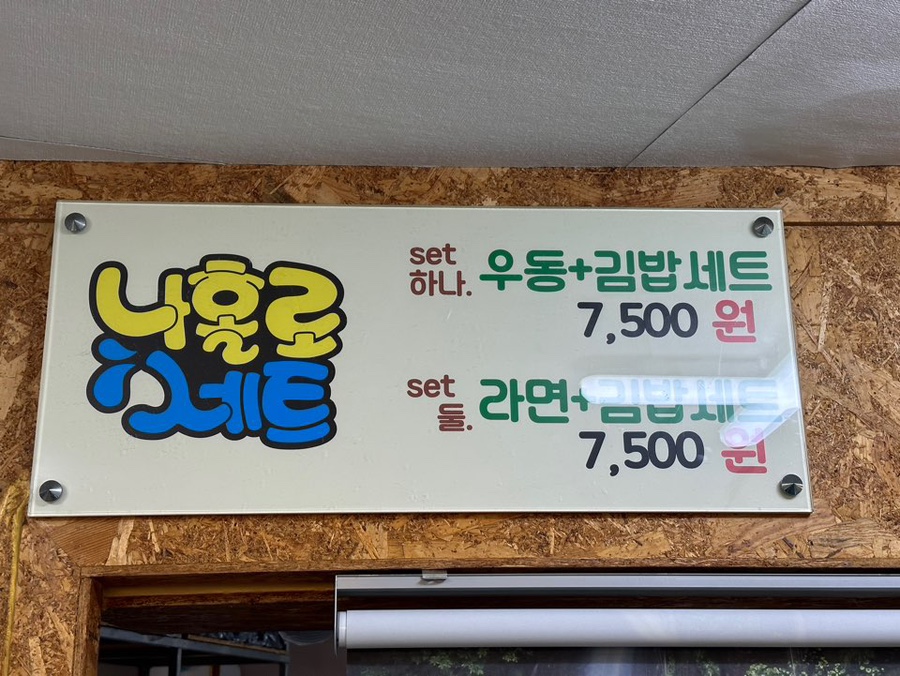 나홀로
세트
set
하나. 우동+김밥세트
7,500 원
set
둘. 라면+김밥세트
7,500 원